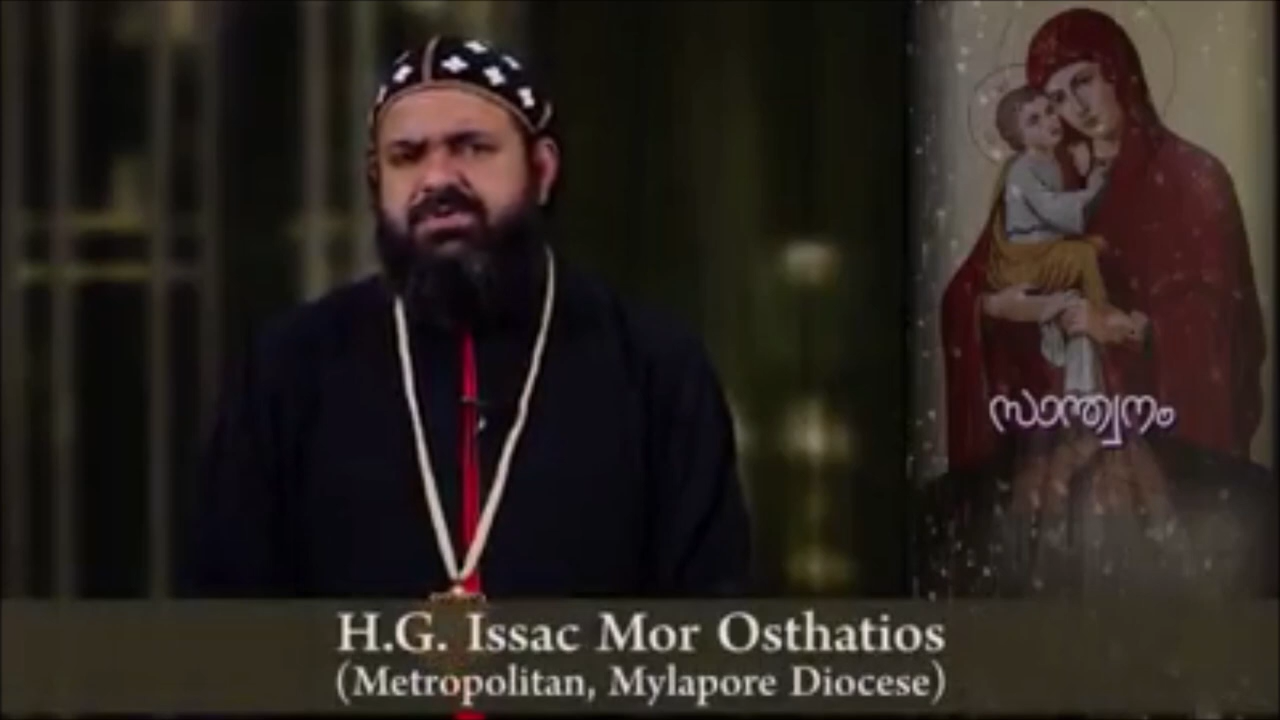 സാന്ത്വനം
H.G. Issac Mor Osthatios
(Metropolitan, Mylapore Diocese)